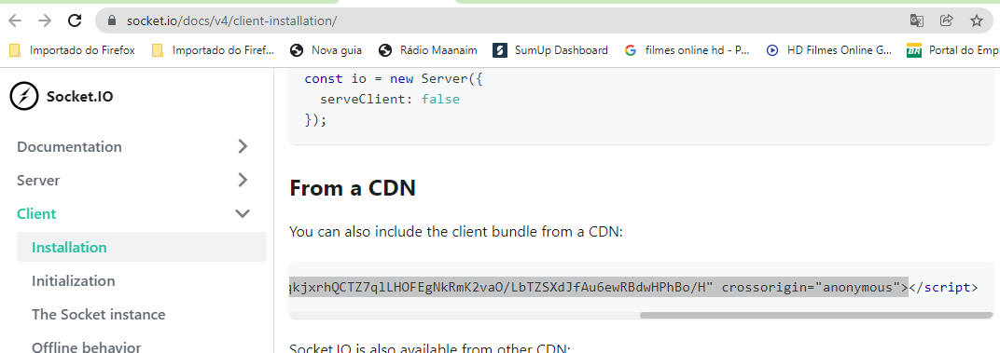 socket.io/docs/v4/client-installation/
Importado do Firefox
Importado do Firef...
Nova guia
Rádio Maanaim
SumUp Dashboard
filmes online hd - P...
HD Filmes Online G...
Portal do Emp
Socket.IO
Documentation
Server
Client
Installation
Initialization
The Socket instance
Offline behavior
const io = new Server({
serveClient: false
});
From a CDN
You can also include the client bundle from a CDN:
qkjxrhQCTZ7qlLHOFEgNkRmK2vaO/LbTZSXdJfAu6ewRBdwHPhBo/H" crossorigin="anonymous"></script>
Socket.IO is also available from other CDN: